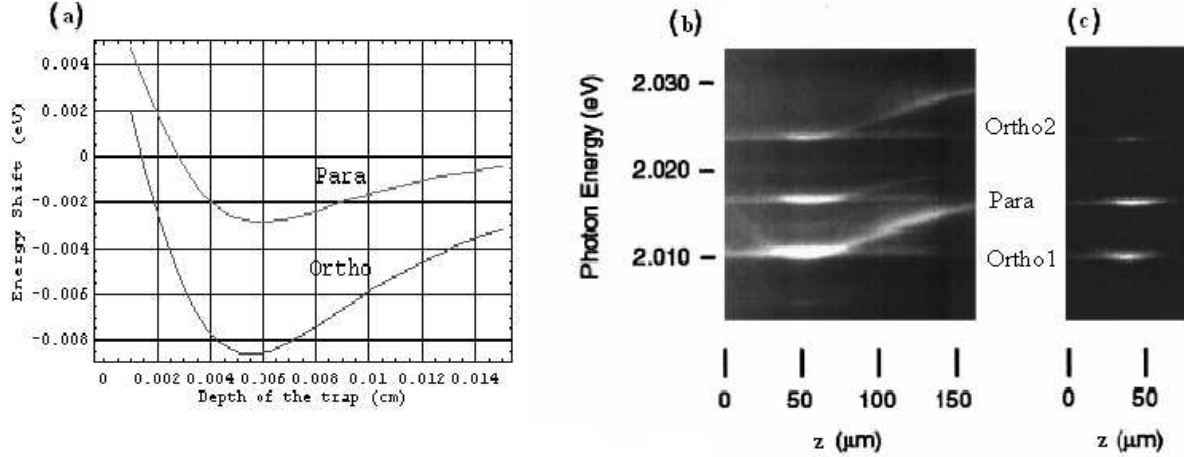 (a)
0.004
0.002
0
-0.002
-0.004
-0.006
-0.008
Energy Shift (eV)
Para
Ortho
0 0.002 0.004 0.006 0.008 0.01 0.012 0.014
Depth of the trap (cm)
(b)
2.030
2.020
2.010
Photon Energy (eV)
Ortho2
Para
Ortho1
0 50 100 150
z (μm)
(c)
0 50
z (μm)